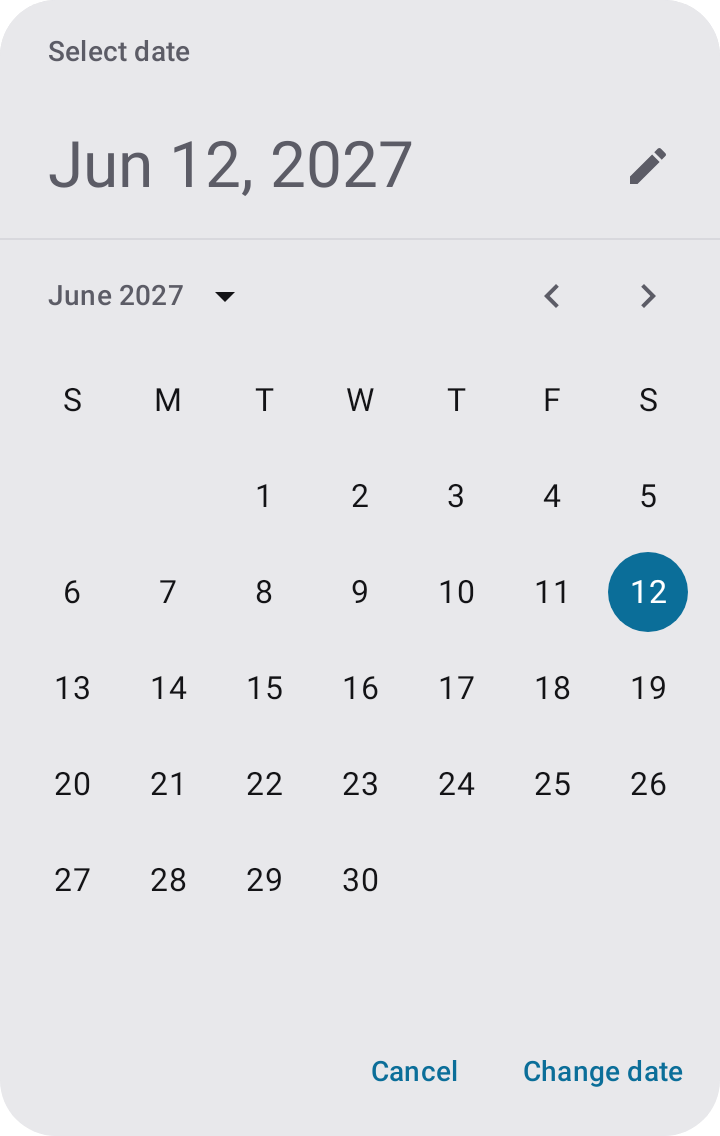 Select date
Jun 12, 2027
June 2027
S M T W T F S
1 2 3 4 5
6 7 8 9 10 11 12
13 14 15 16 17 18 19
20 21 22 23 24 25 26
27 28 29 30
Cancel Change date